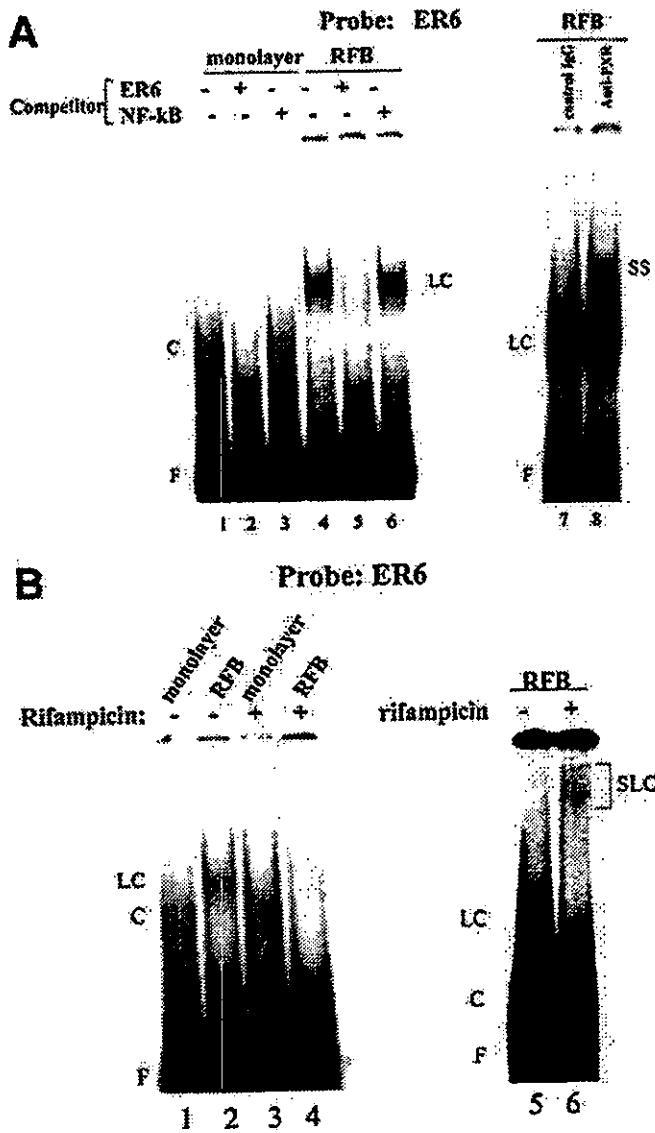 A
Probe: ER6
monolayer RFB
RFB
control IgG
Anti-PXR
Competitor
ER6 - + - - + -
NF-kB - - + - - +
LC
SS
C
LC
F
F
1 2 3 4 5 6
7 8
B
Probe: ER6
monolayer RFB monolayer RFB
Rifampicin: - - + +
RFB
rifampicin - +
SLC
LC
C
LC
C
F
F
1 2 3 4
5 6